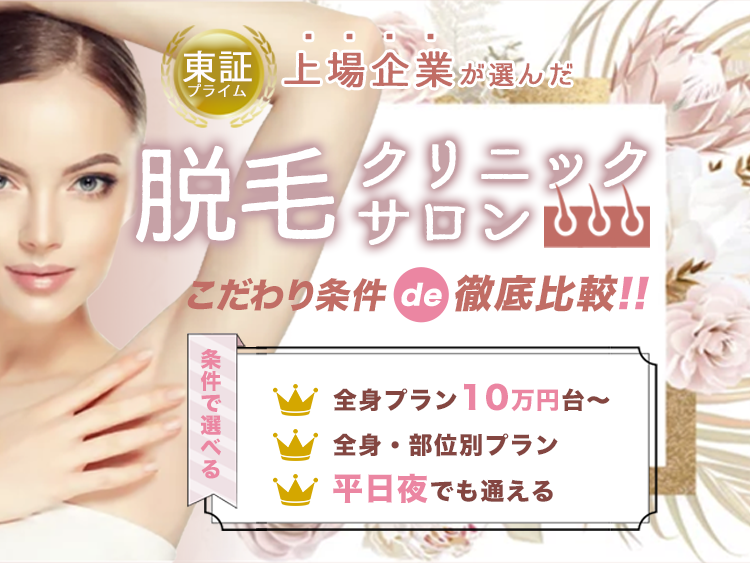 東証
プライム
上場企業が選んだ
脱毛
クリニック
サロン
こだわり条件de徹底比較!!
条件で選べる
全身プラン10万円台〜
全身・部位別プラン
平日夜でも通える